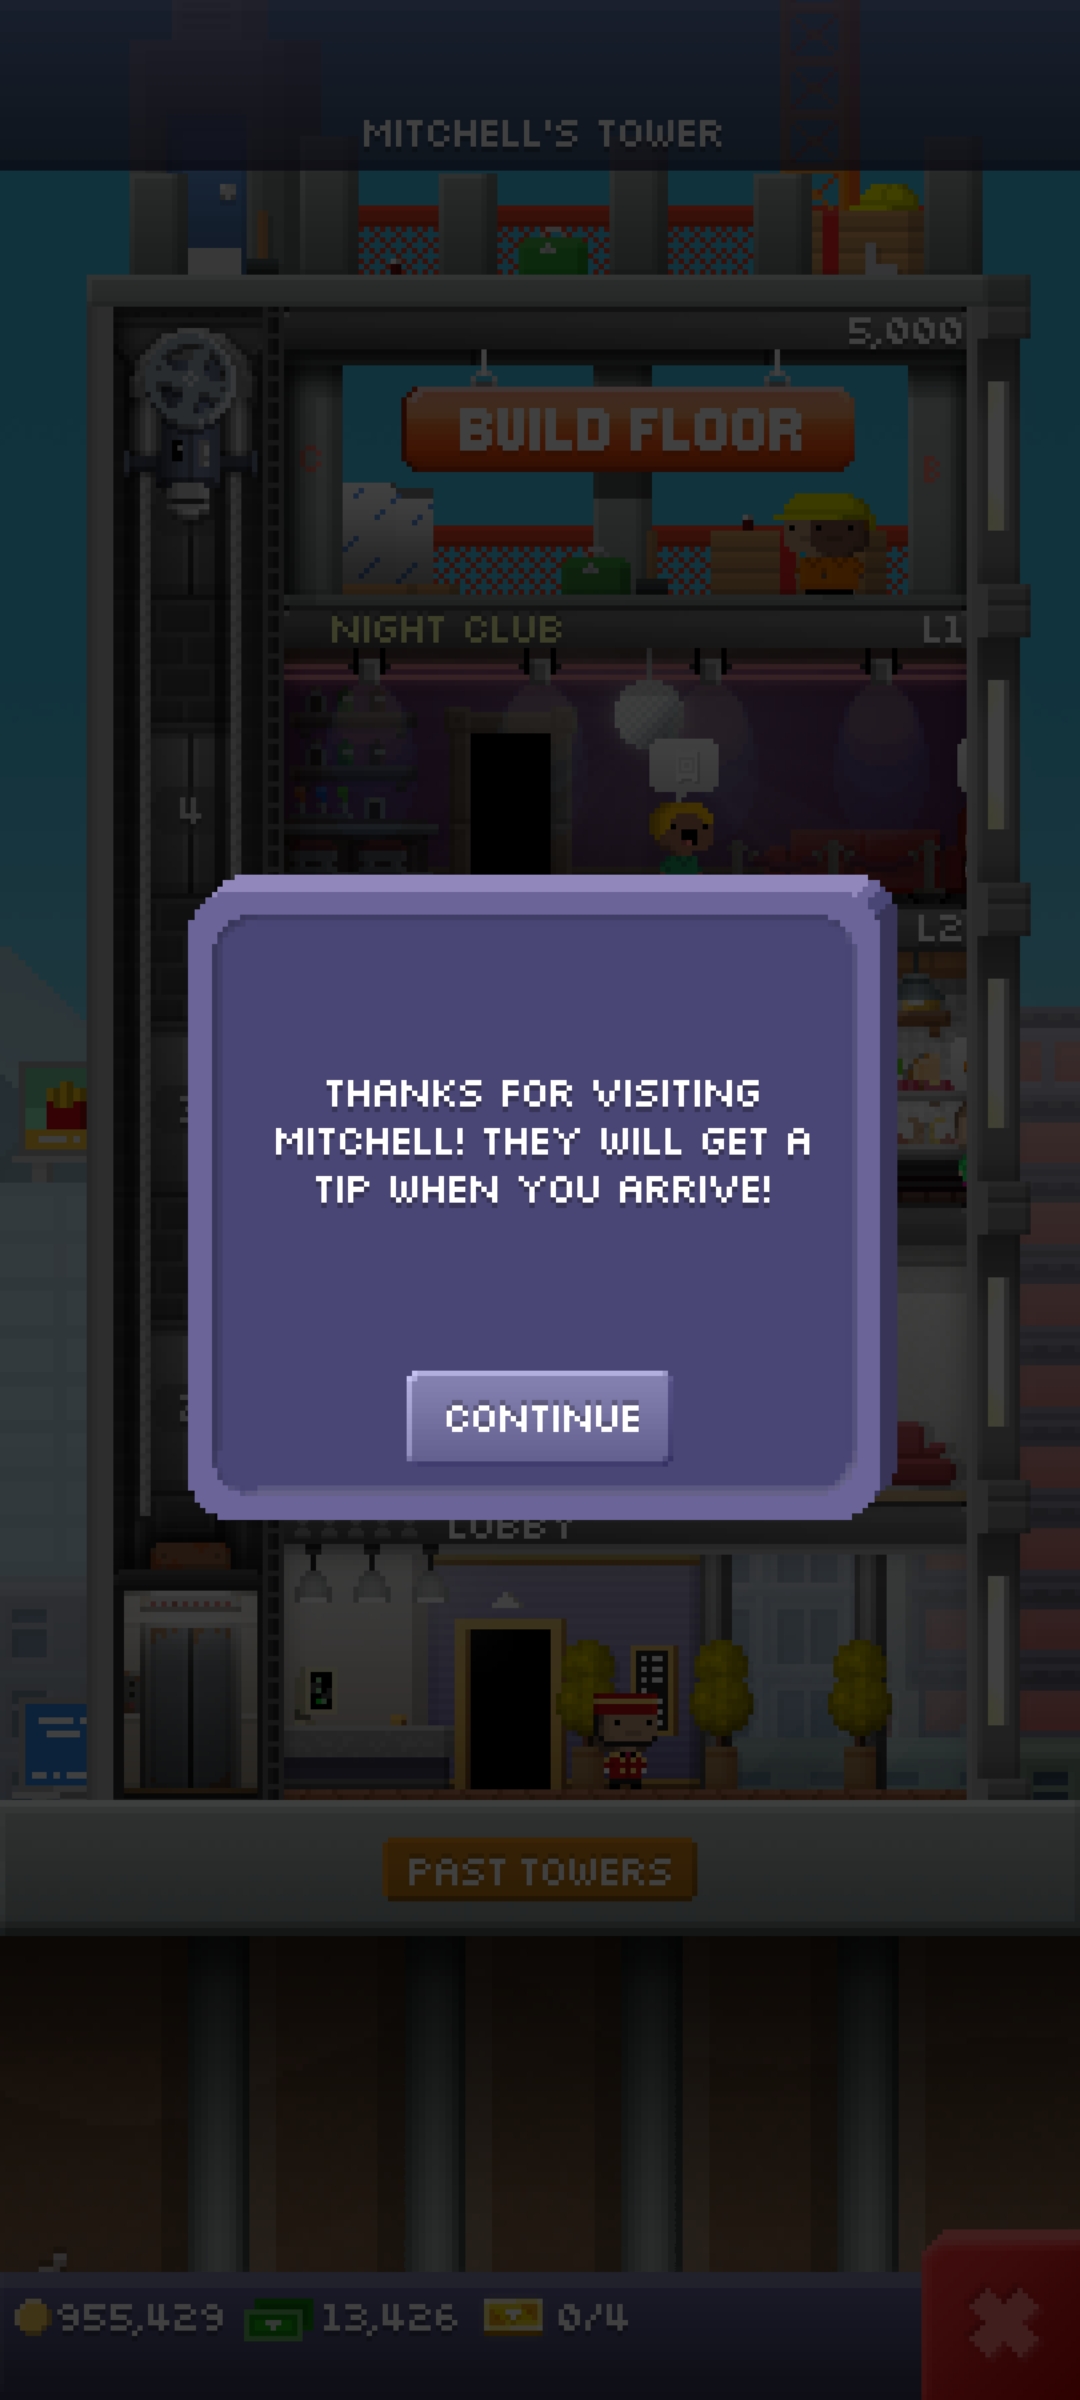 MITCHELL'S TOWER
5,000
BUILD FLOOR
C
B
NIGHT CLUB
L1
4
L2
THANKS FOR VISITING
MITCHELL! THEY WILL GET A
TIP WHEN YOU ARRIVE!
CONTINUE
LOBBY
PAST TOWERS
955,429
13,426
0/4